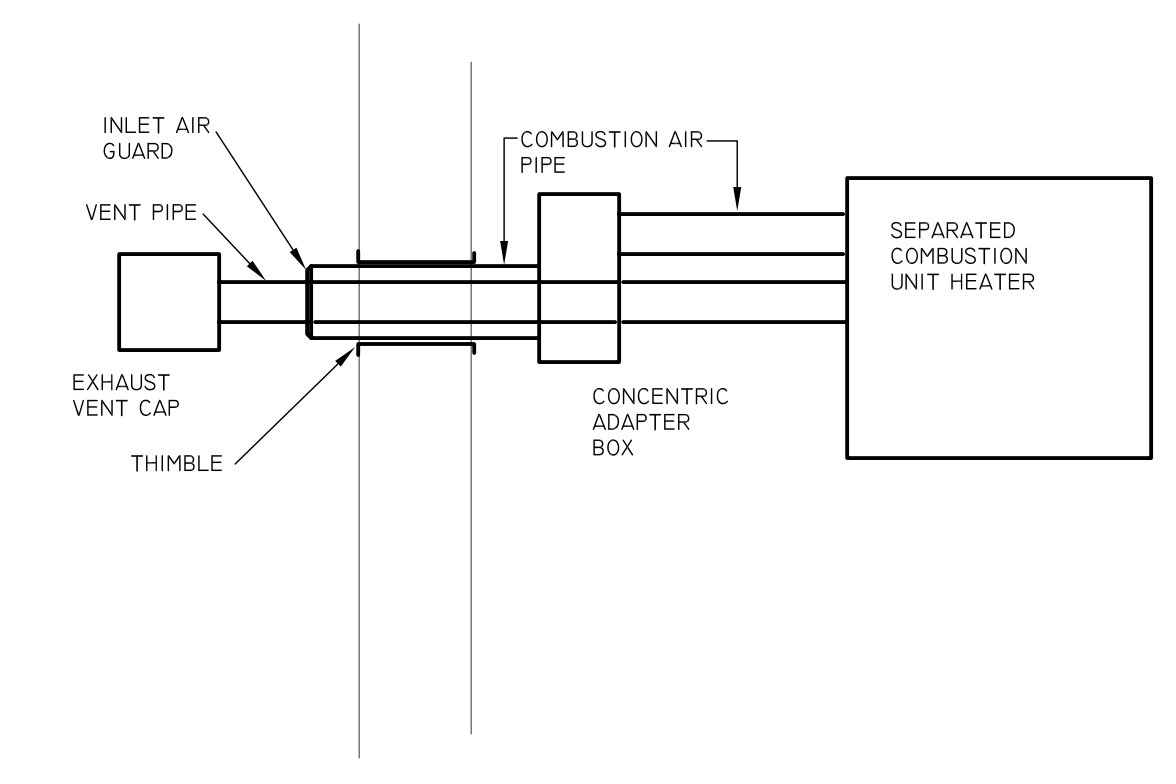 INLET AIR
GUARD
COMBUSTION AIR
PIPE
VENT PIPE
SEPARATED
COMBUSTION
UNIT HEATER
EXHAUST
VENT CAP
CONCENTRIC
ADAPTER
BOX
THIMBLE